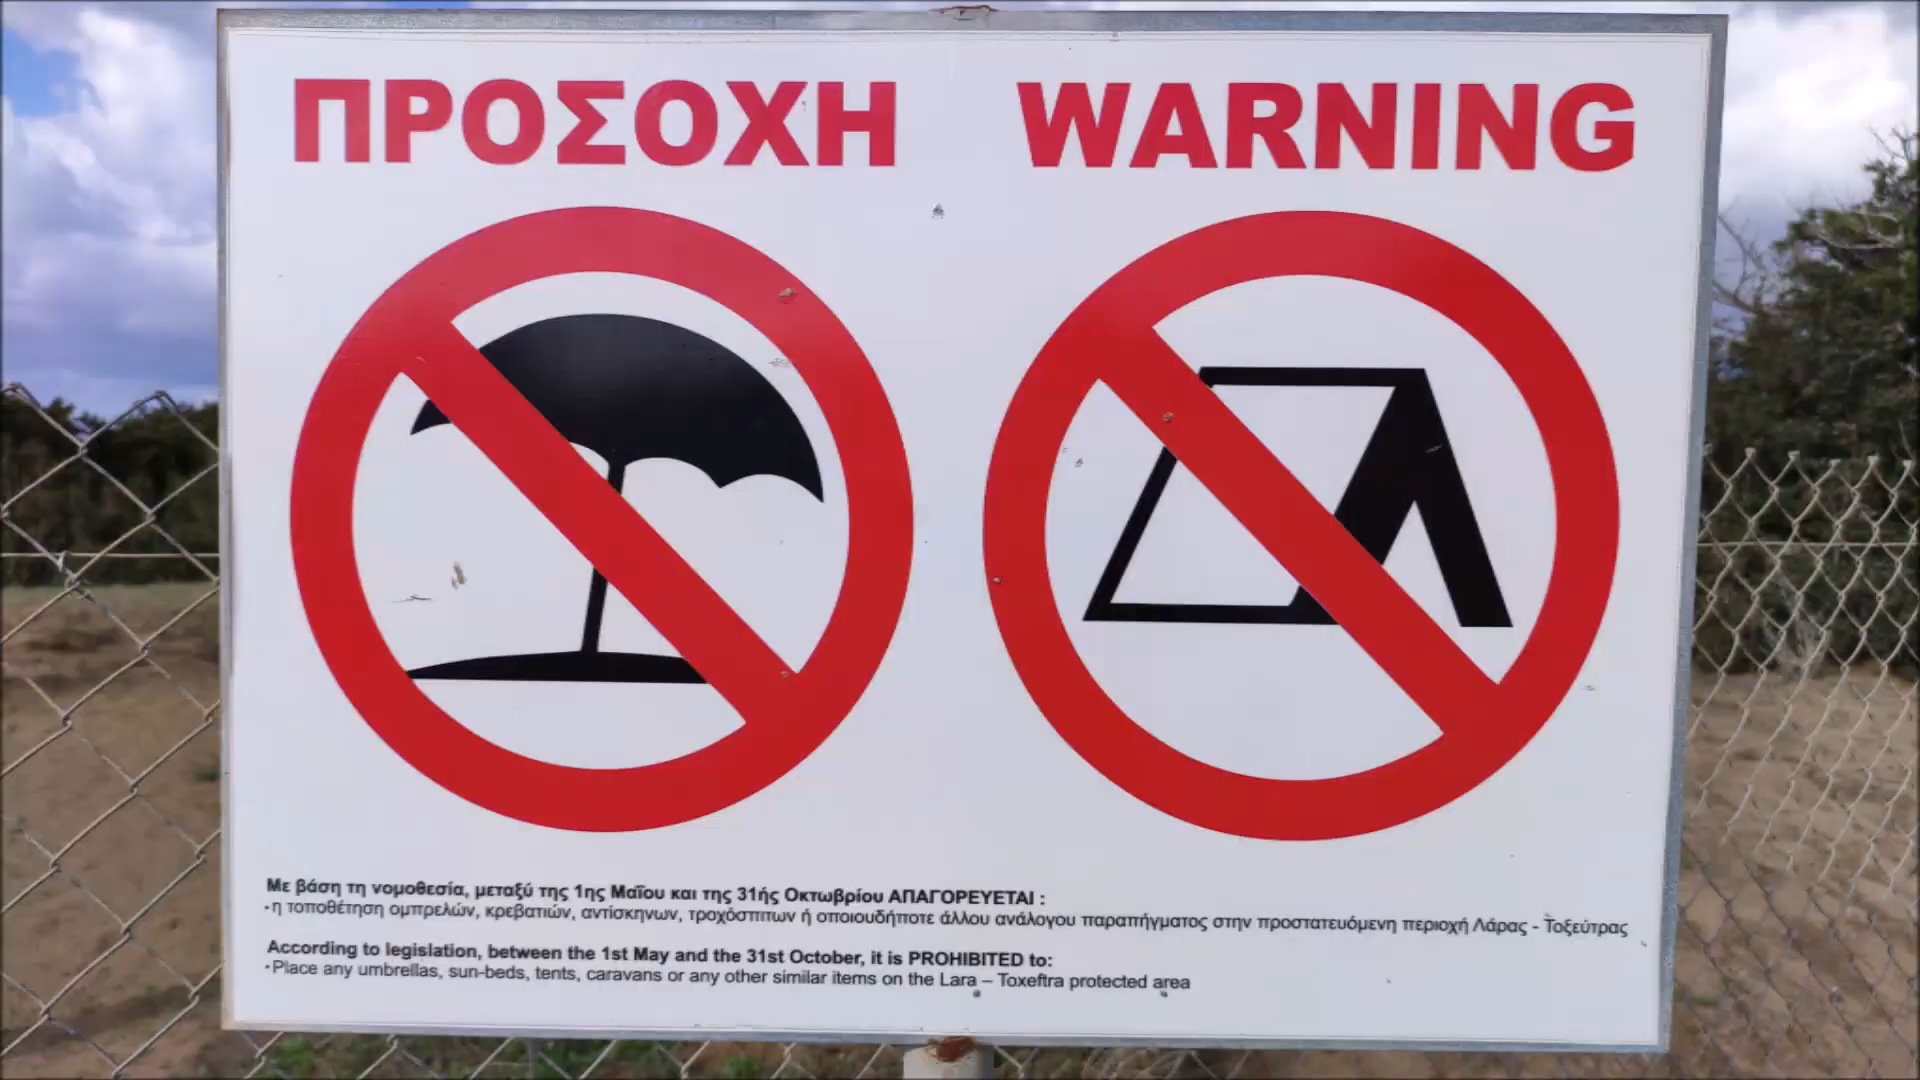 ΠΡΟΣΟΧΗ WARNING
Με βάση τη νομοθεσία, μεταξύ της 1ης Μαΐου και της 31ής Οκτωβρίου ΑΠΑΓΟΡΕΥΕΤΑΙ :
-η τοποθέτηση ομπρελών, κρεβατιών, αντίσκηνων, τροχόσπιτων ή οποιουδήποτε άλλου ανάλογου παραπήγματος στην προστατευόμενη περιοχή Λάρας - Τοξεύτρας
According to legislation, between the 1st May and the 31st October, it is PROHIBITED to:
-Place any umbrellas, sun-beds, tents, caravans or any other similar items on the Lara – Toxeftra protected area